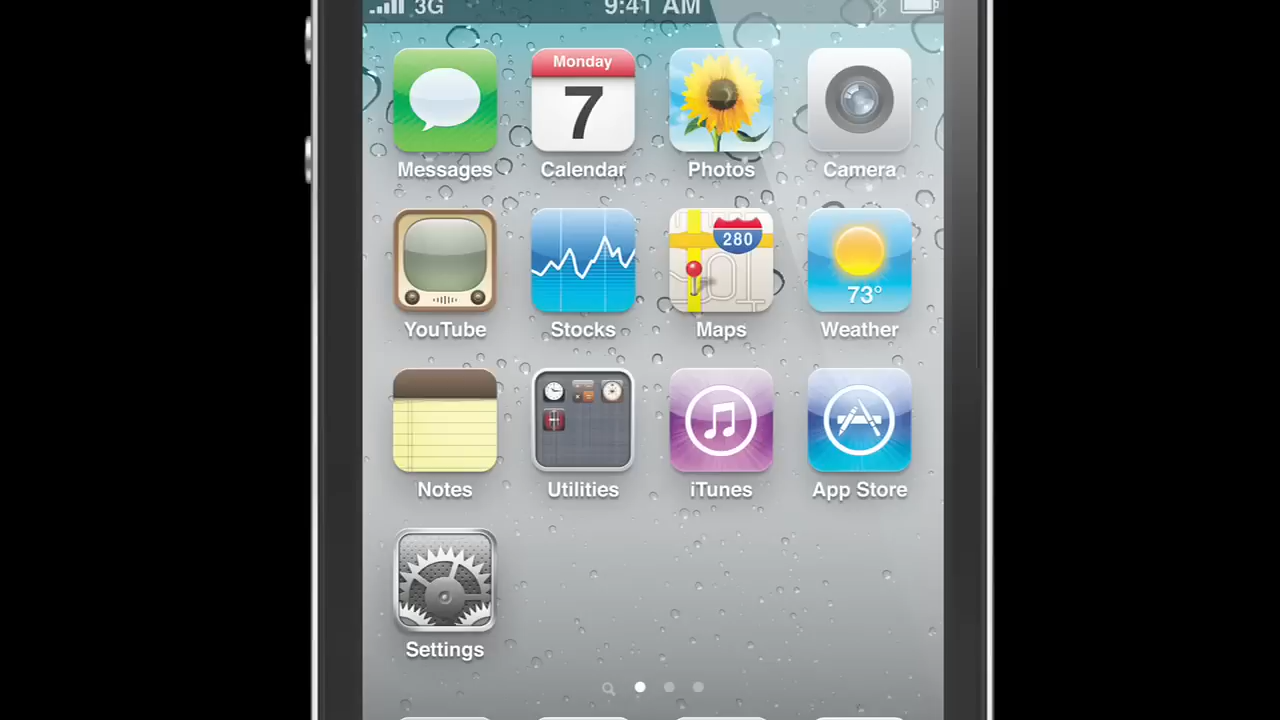 3G 9:41 AM
Monday
7
Messages Calendar Photos Camera
280
73°
YouTube Stocks Maps Weather
Notes Utilities iTunes App Store
Settings